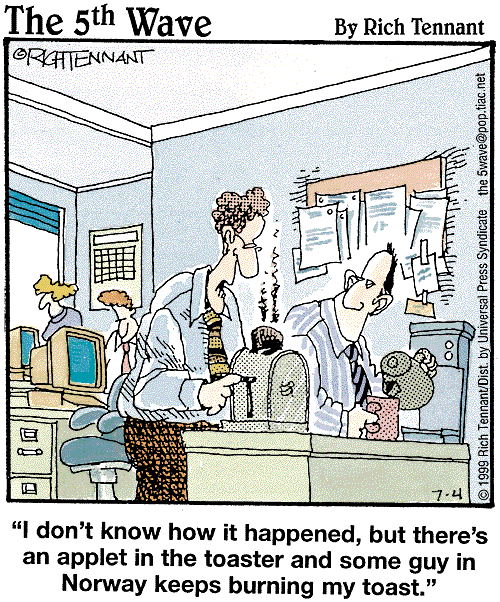 The 5th Wave
By Rich Tennant
©RICHTENNANT
© 1999 Rich Tennant/Dist. by Universal Press Syndicate the5wave@pop.tiac.net
7-4
“I don’t know how it happened, but there’s
an applet in the toaster and some guy in
Norway keeps burning my toast.”